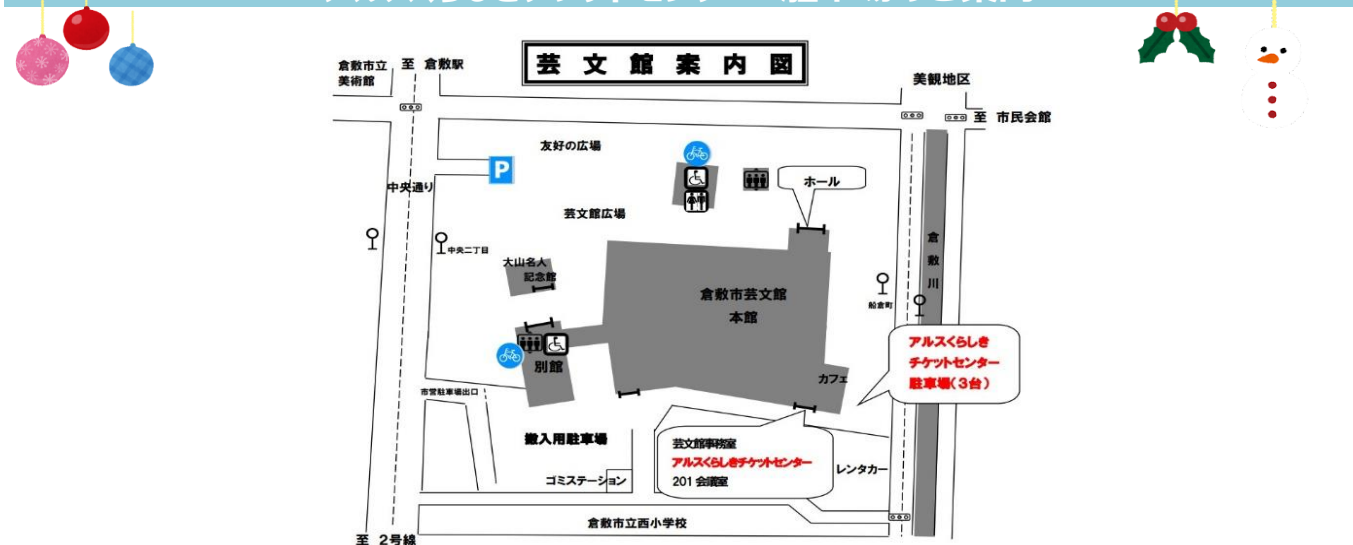 芸文館案内図
倉敷市立
美術館
至 倉敷駅
美観地区
至 市民会館
友好の広場
P
中央通り
ホール
芸文館広場
中央二丁目
大山名人
記念館
倉敷川
倉敷市芸文館
本館
船倉町
別館
アルスくらしき
チケットセンター
駐車場(3台)
カフェ
市営駐車場出口
搬入用駐車場
芸文館事務室
アルスくらしきチケットセンター
201 会議室
レンタカー
ゴミステーション
倉敷市立西小学校
至 2号線